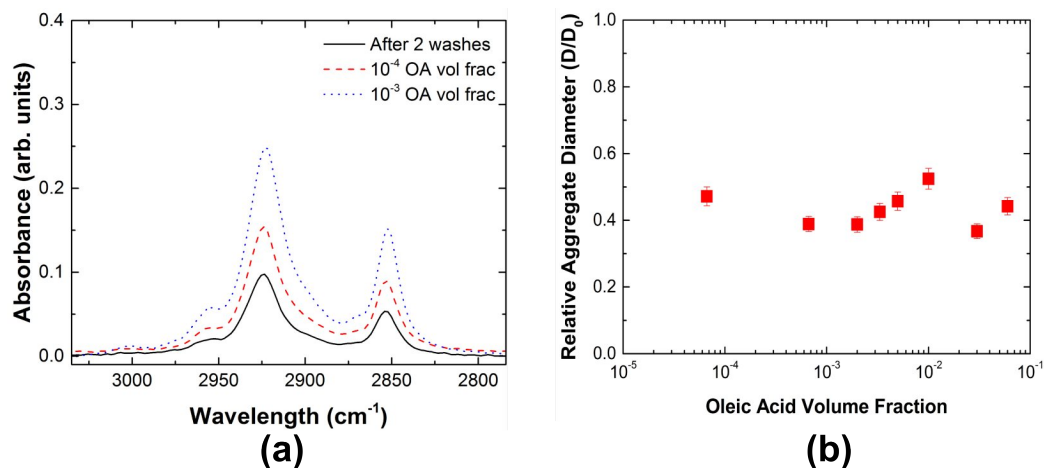 After 2 washes
10⁻⁴ OA vol frac
10⁻³ OA vol frac
0.4
0.3
0.2
0.1
0.0
Absorbance (arb. units)
3000 2950 2900 2850 2800
Wavelength (cm⁻¹)
(a)
1.0
0.8
0.6
0.4
0.2
0.0
Relative Aggregate Diameter (D/D₀)
10⁻⁵ 10⁻⁴ 10⁻³ 10⁻² 10⁻¹
Oleic Acid Volume Fraction
(b)